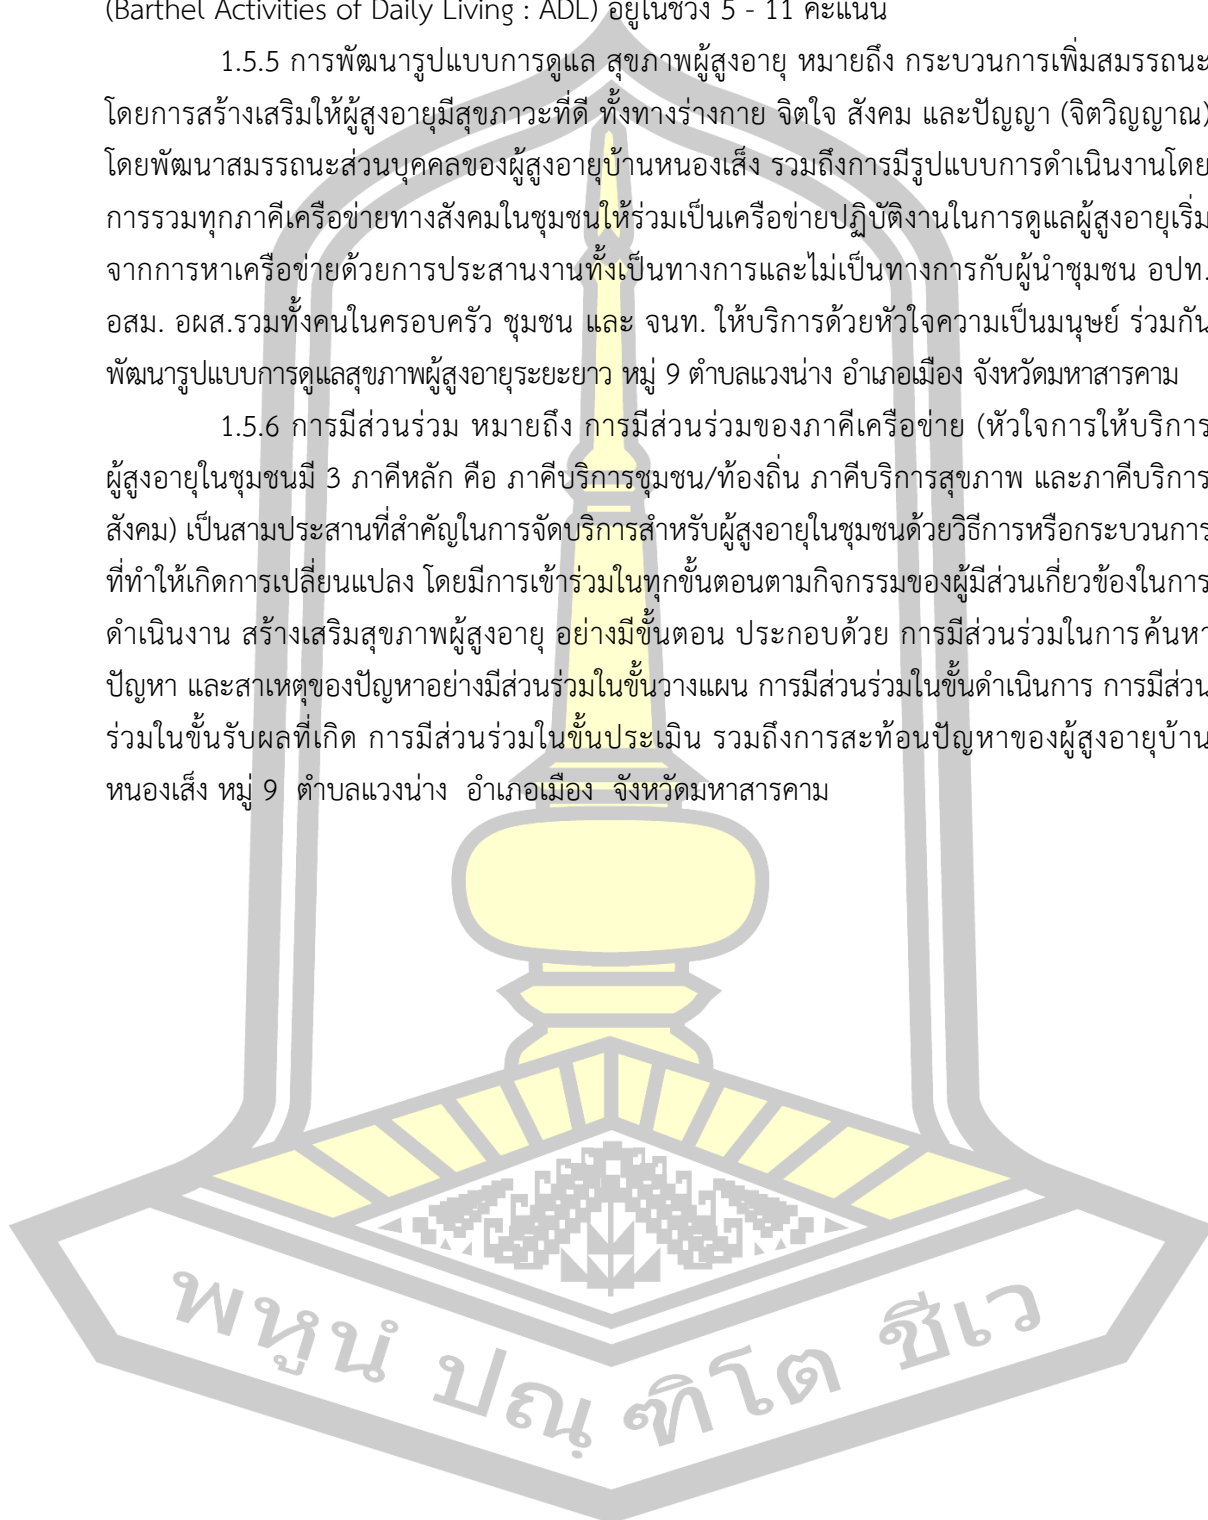 (Barthel Activities of Daily Living : ADL) อยู่ในช่วง 5 - 11 คะแนน
1.5.5 การพัฒนารูปแบบการดูแล สุขภาพผู้สูงอายุ หมายถึง กระบวนการเพิ่มสมรรถนะ
โดยการสร้างเสริมให้ผู้สูงอายุมีสุขภาวะที่ดี ทั้งทางร่างกาย จิตใจ สังคม และปัญญา (จิตวิญญาณ)
โดยพัฒนาสมรรถนะส่วนบุคคลของผู้สูงอายุบ้านหนองเส็ง รวมถึงการมีรูปแบบการดำเนินงานโดย
การรวมทุกภาคีเครือข่ายทางสังคมในชุมชนให้ร่วมเป็นเครือข่ายปฏิบัติงานในการดูแลผู้สูงอายุเริ่ม
จากการหาเครือข่ายด้วยการประสานงานทั้งเป็นทางการและไม่เป็นทางการกับผู้นำชุมชน อปท.
อสม. อผส.รวมทั้งคนในครอบครัว ชุมชน และ จนท. ให้บริการด้วยหัวใจความเป็นมนุษย์ ร่วมกัน
พัฒนารูปแบบการดูแลสุขภาพผู้สูงอายุระยะยาว หมู่ 9 ตำบลแวงน่าง อำเภอเมือง จังหวัดมหาสารคาม
1.5.6 การมีส่วนร่วม หมายถึง การมีส่วนร่วมของภาคีเครือข่าย (หัวใจการให้บริการ
ผู้สูงอายุในชุมชนมี 3 ภาคีหลัก คือ ภาคีบริการชุมชน/ท้องถิ่น ภาคีบริการสุขภาพ และภาคีบริการ
สังคม) เป็นสามประสานที่สำคัญในการจัดบริการสำหรับผู้สูงอายุในชุมชนด้วยวิธีการหรือกระบวนการ
ที่ทำให้เกิดการเปลี่ยนแปลง โดยมีการเข้าร่วมในทุกขั้นตอนตามกิจกรรมของผู้มีส่วนเกี่ยวข้องในการ
ดำเนินงาน สร้างเสริมสุขภาพผู้สูงอายุ อย่างมีขั้นตอน ประกอบด้วย การมีส่วนร่วมในการค้นหา
ปัญหา และสาเหตุของปัญหาอย่างมีส่วนร่วมในขั้นวางแผน การมีส่วนร่วมในขั้นดำเนินการ การมีส่วน
ร่วมในขั้นรับผลที่เกิด การมีส่วนร่วมในขั้นประเมิน รวมถึงการสะท้อนปัญหาของผู้สูงอายุบ้าน
หนองเส็ง หมู่ 9 ตำบลแวงน่าง อำเภอเมือง จังหวัดมหาสารคาม
พหูนํ ปณฺ ฑิโต ชีเว